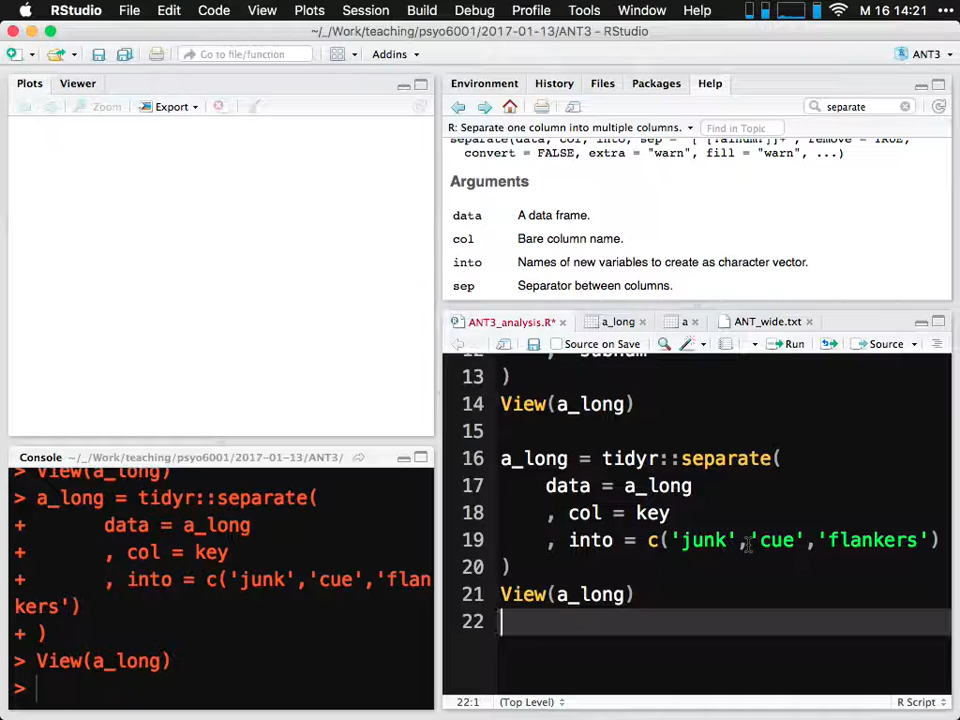 RStudio File Edit Code View Plots Session Build Debug Profile Tools Window Help M 16 14:21
~/_/Work/teaching/psyo6001/2017-01-13/ANT3 - RStudio
Go to file/function Addins ANT3
Plots Viewer
Zoom Export
Environment History Files Packages Help
separate
R: Separate one column into multiple columns. Find in Topic
convert = FALSE, extra = "warn", fill = "warn", ...)
Arguments
data A data frame.
col Bare column name.
into Names of new variables to create as character vector.
sep Separator between columns.
ANT3_analysis.R* a_long a ANT_wide.txt
Source on Save Run Source
13 )
14 View(a_long)
15
16 a_long = tidyr::separate(
17 data = a_long
18 , col = key
19 , into = c('junk','cue','flankers')
20 )
21 View(a_long)
22
22:1 (Top Level) R Script
Console ~/_/Work/teaching/psyo6001/2017-01-13/ANT3/
> View(a_long)
> a_long = tidyr::separate(
+ data = a_long
+ , col = key
+ , into = c('junk','cue','flan
kers')
+ )
> View(a_long)
>